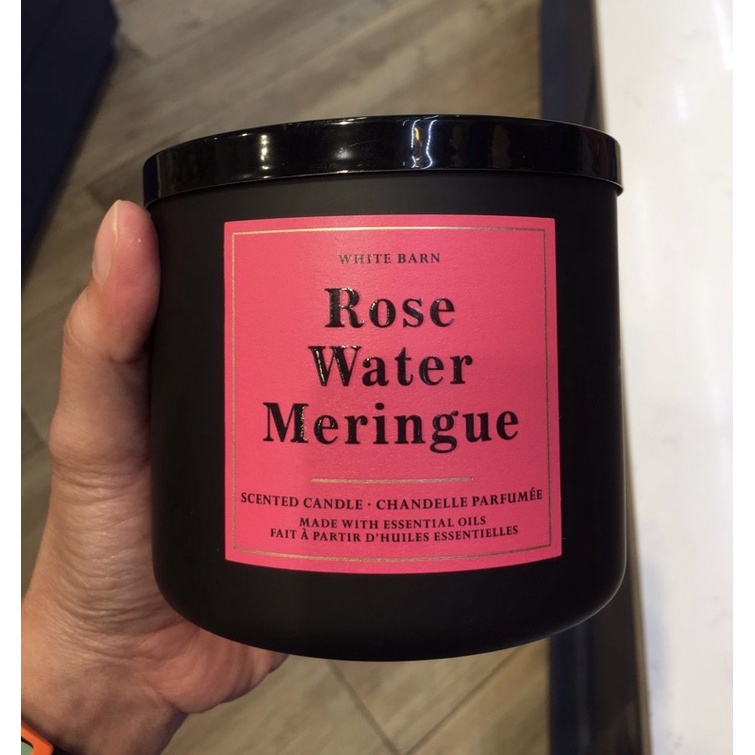 WHITE BARN
Rose
Water
Meringue
SCENTED CANDLE · CHANDELLE PARFUMÉE
MADE WITH ESSENTIAL OILS
FAIT À PARTIR D'HUILES ESSENTIELLES